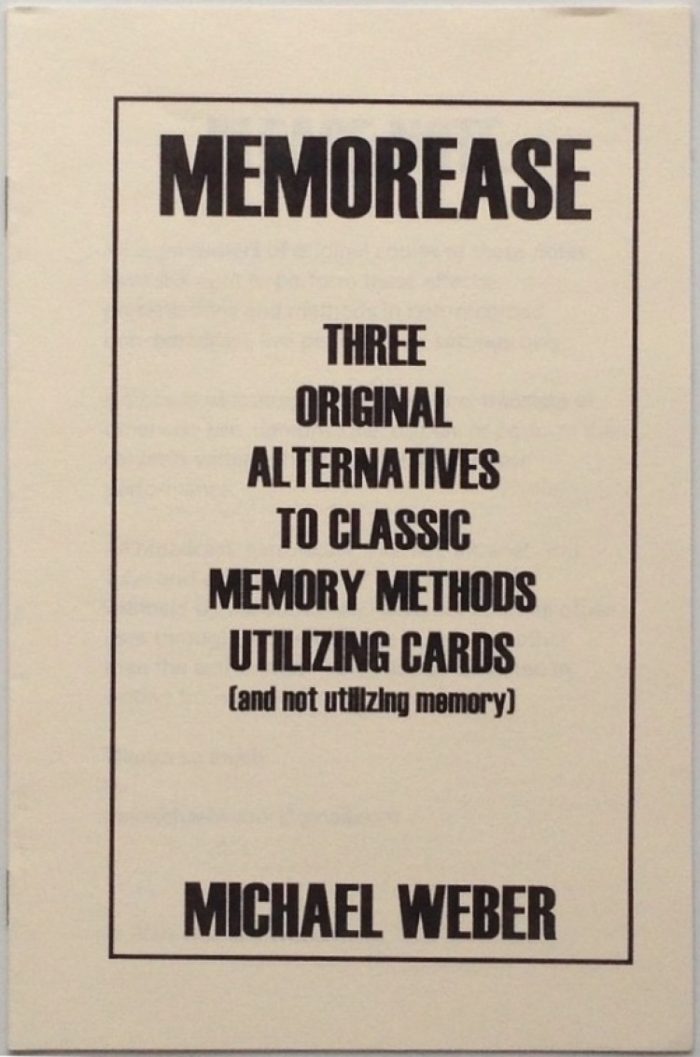 MEMOREASE
THREE
ORIGINAL
ALTERNATIVES
TO CLASSIC
MEMORY METHODS
UTILIZING CARDS
(and not utilizing memory)
MICHAEL WEBER